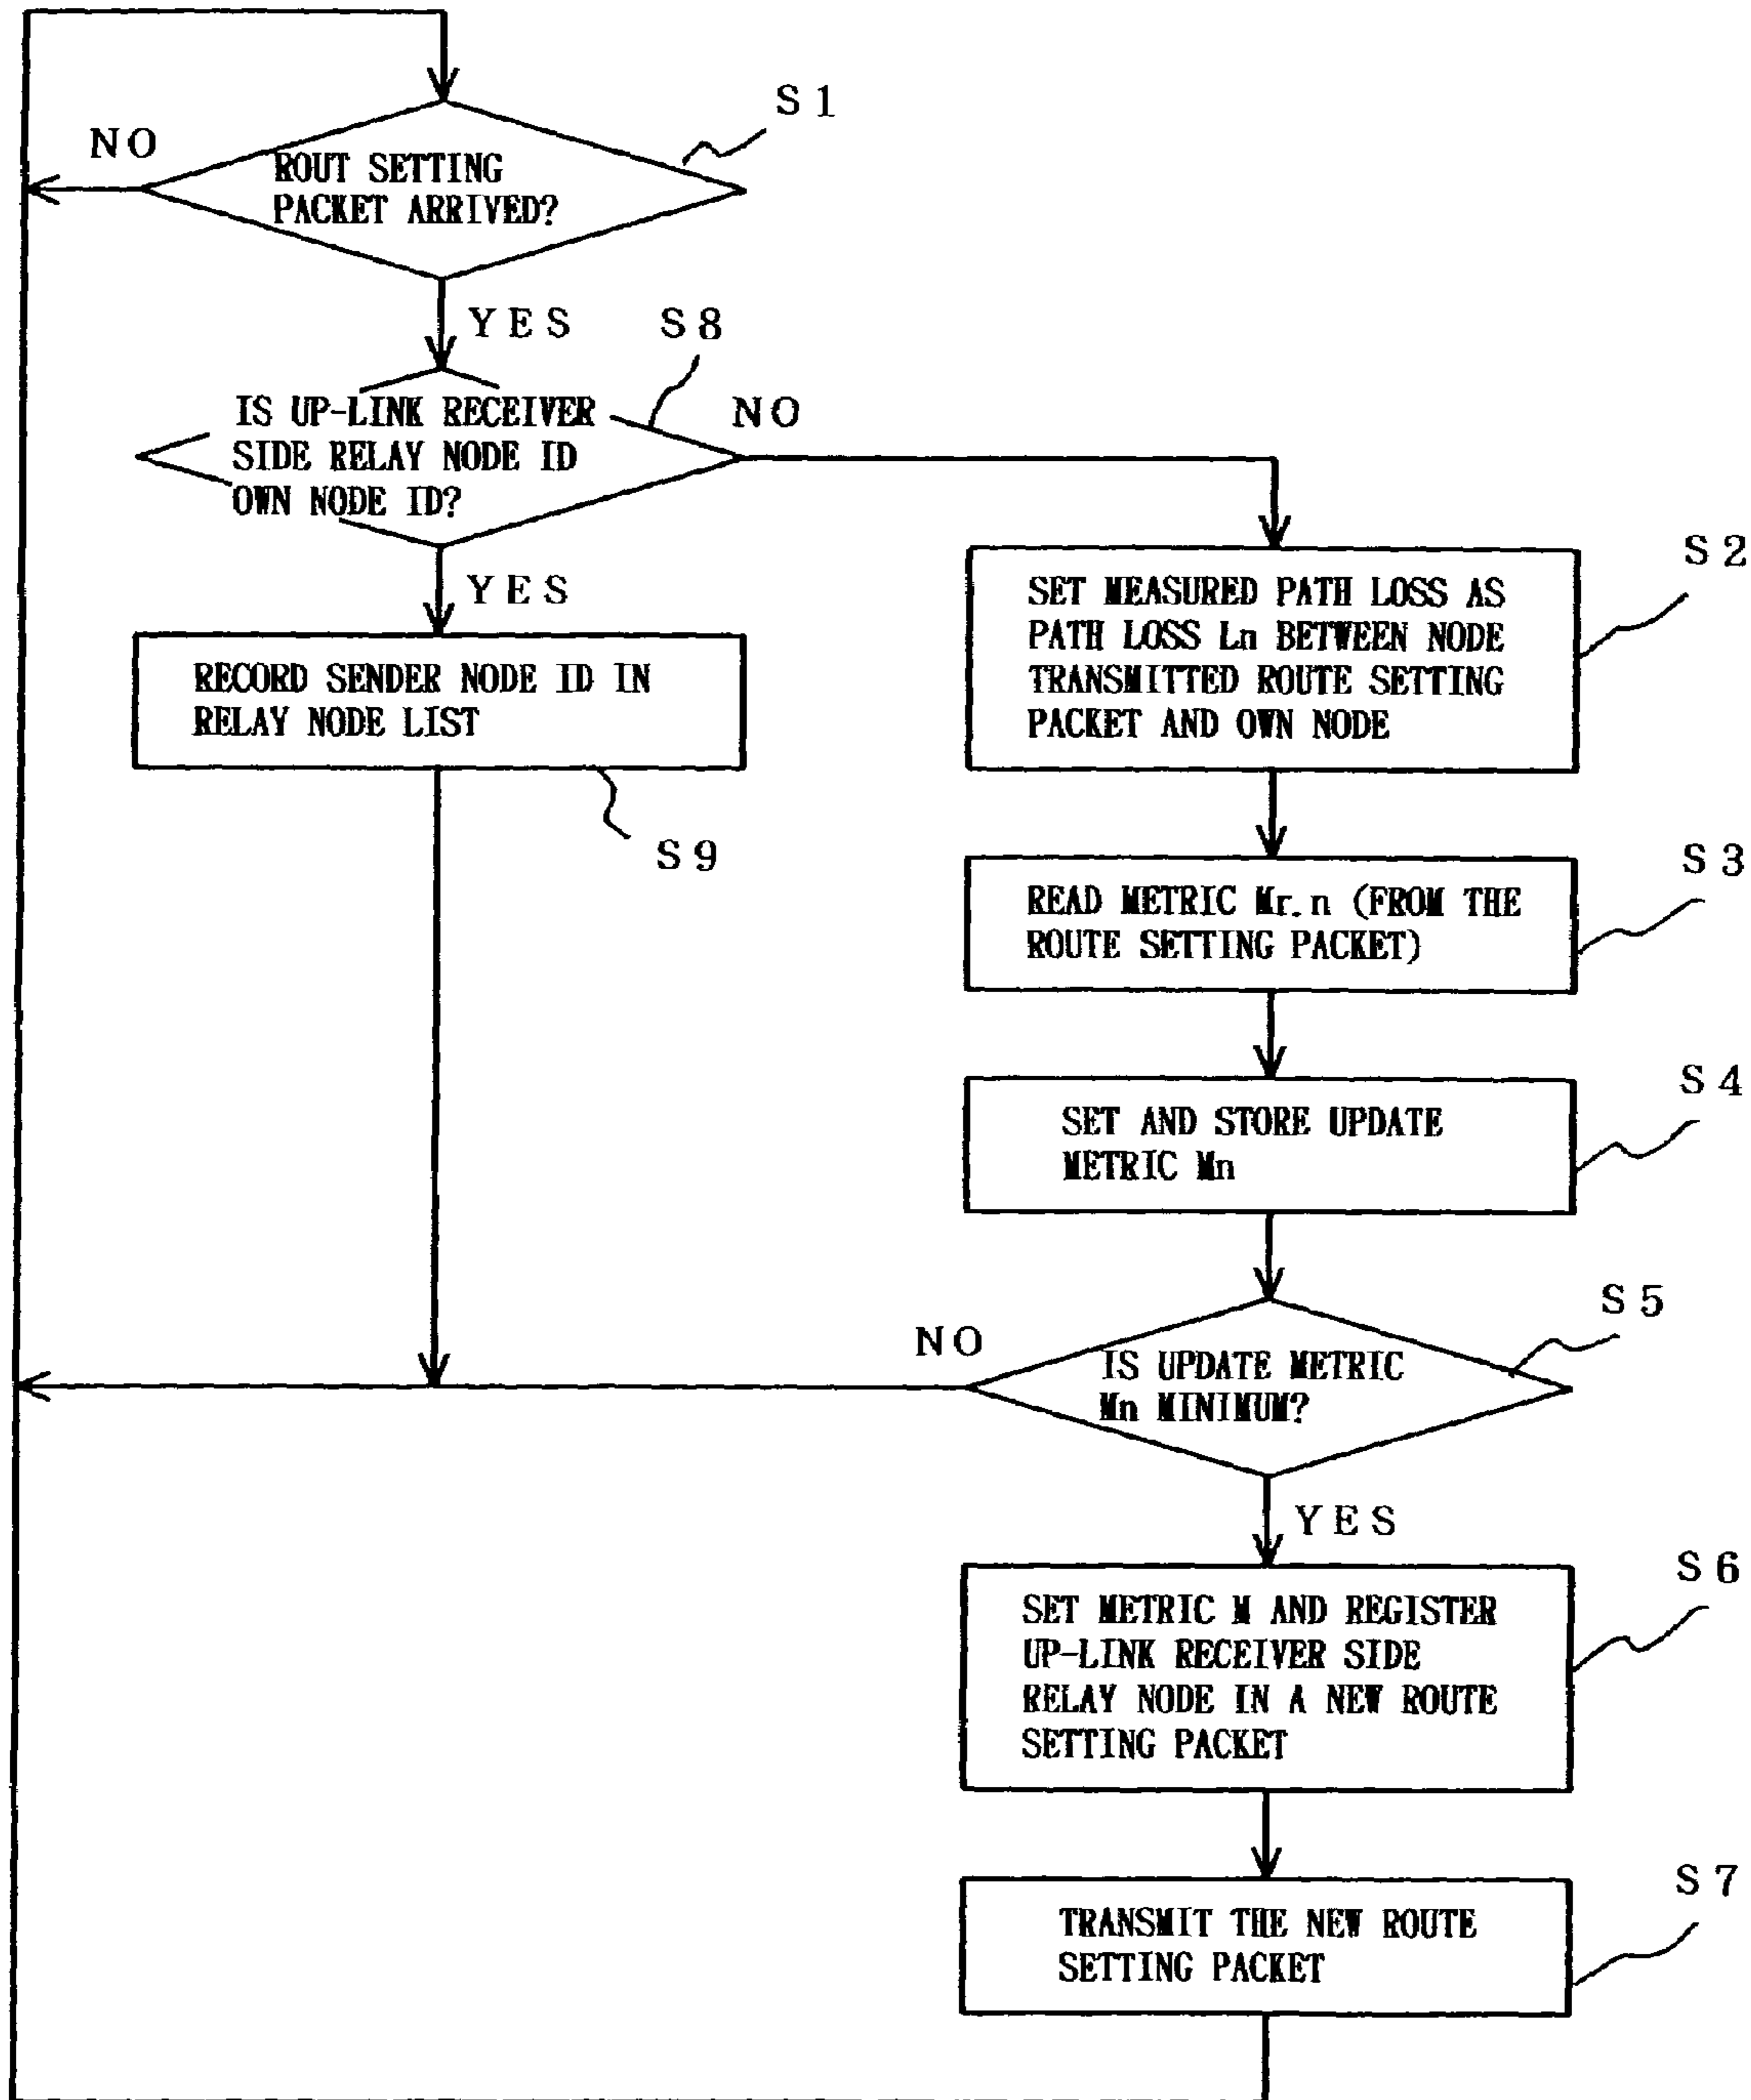 S1
NO
ROUT SETTING
PACKET ARRIVED?
YES
S8
IS UP-LINK RECEIVER
SIDE RELAY NODE ID
OWN NODE ID?
NO
YES
RECORD SENDER NODE ID IN
RELAY NODE LIST
S9
S2
SET MEASURED PATH LOSS AS
PATH LOSS Ln BETWEEN NODE
TRANSMITTED ROUTE SETTING
PACKET AND OWN NODE
S3
READ METRIC Mr.n (FROM THE
ROUTE SETTING PACKET)
S4
SET AND STORE UPDATE
METRIC Mn
S5
NO
IS UPDATE METRIC
Mn MINIMUM?
YES
S6
SET METRIC M AND REGISTER
UP-LINK RECEIVER SIDE
RELAY NODE IN A NEW ROUTE
SETTING PACKET
S7
TRANSMIT THE NEW ROUTE
SETTING PACKET